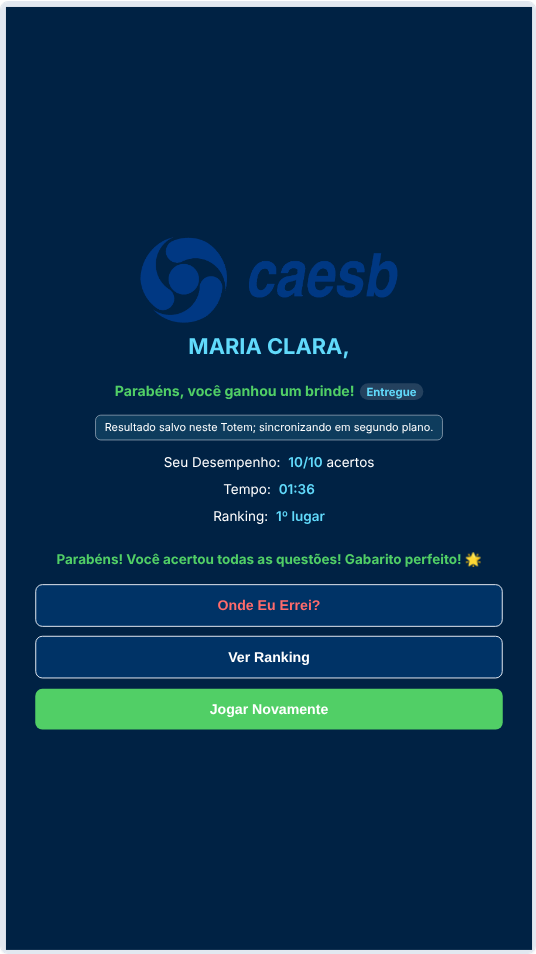 caesb
MARIA CLARA,
Parabéns, você ganhou um brinde! Entregue
Resultado salvo neste Totem; sincronizando em segundo plano.
Seu Desempenho: 10/10 acertos
Tempo: 01:36
Ranking: 1º lugar
Parabéns! Você acertou todas as questões! Gabarito perfeito! 🌟
Onde Eu Errei?
Ver Ranking
Jogar Novamente